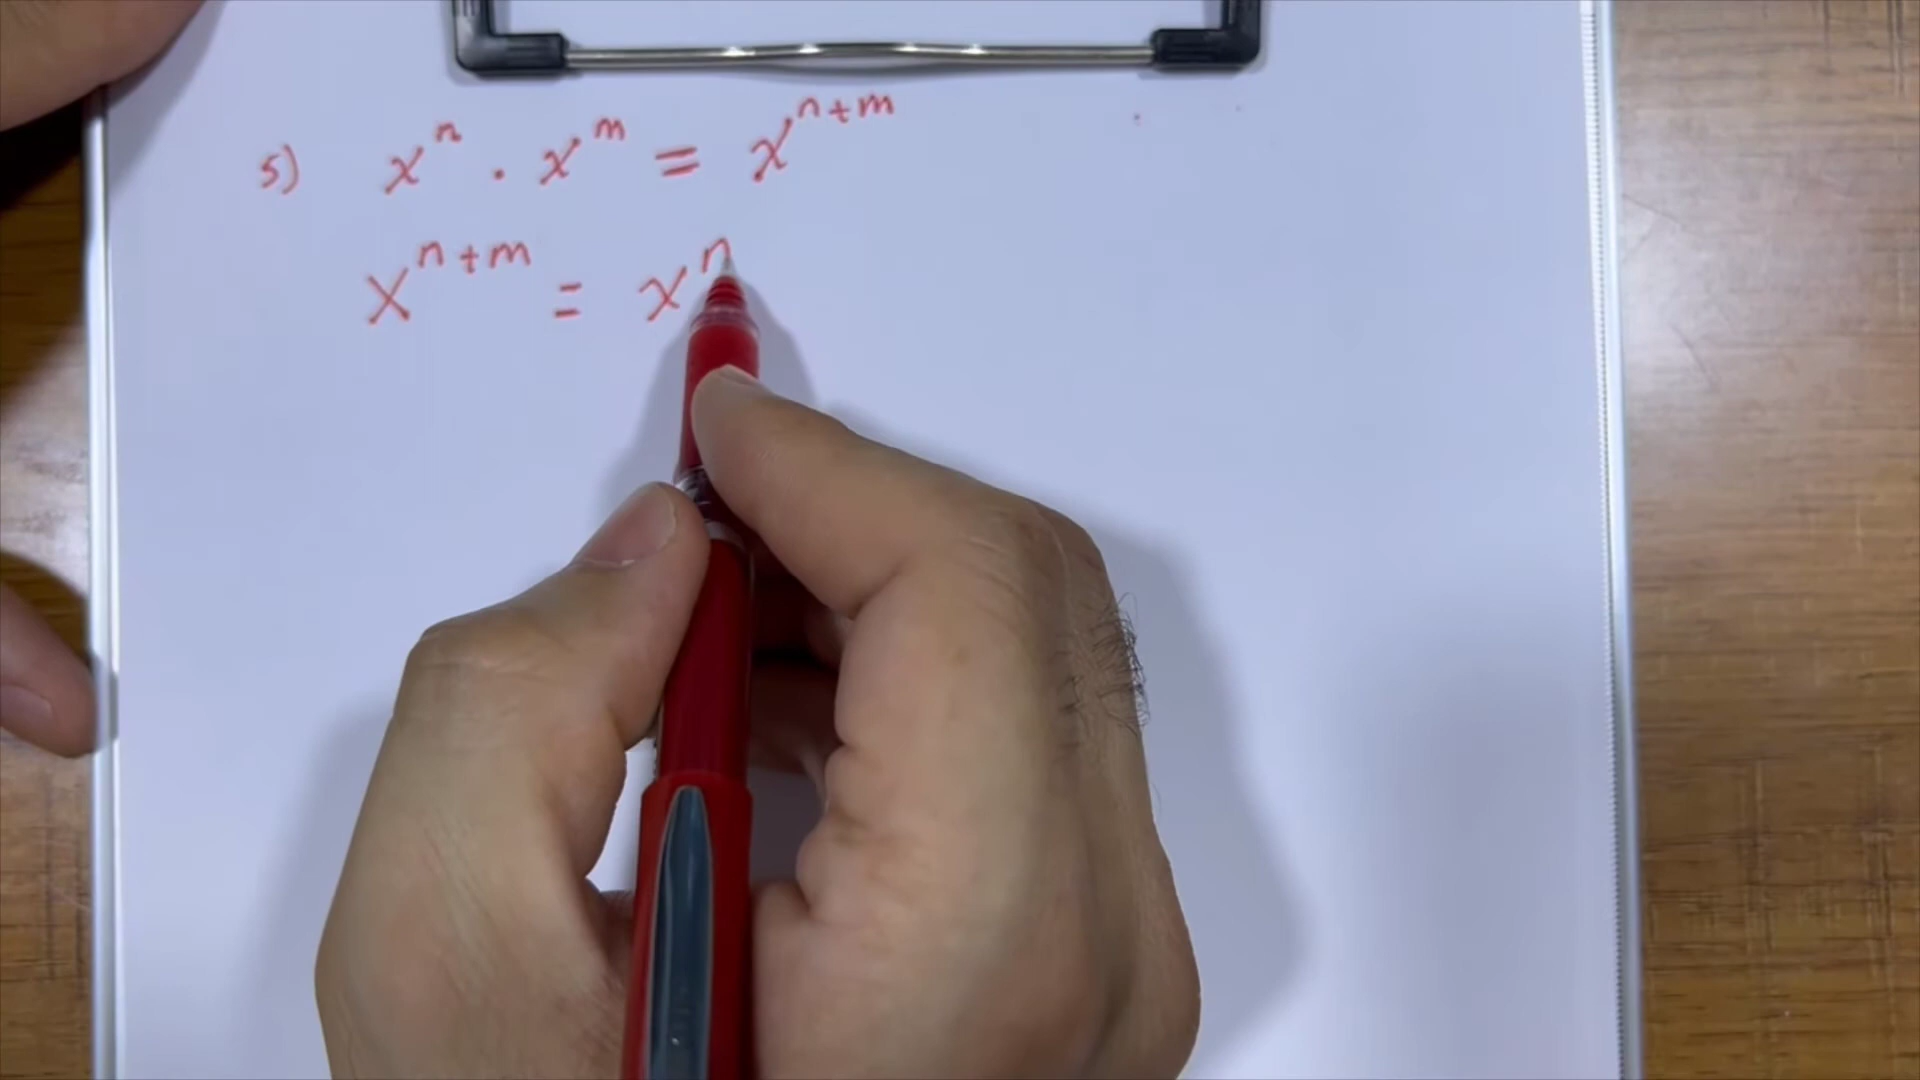 5) xⁿ · xᵐ = xⁿ⁺ᵐ
xⁿ⁺ᵐ = xⁿ